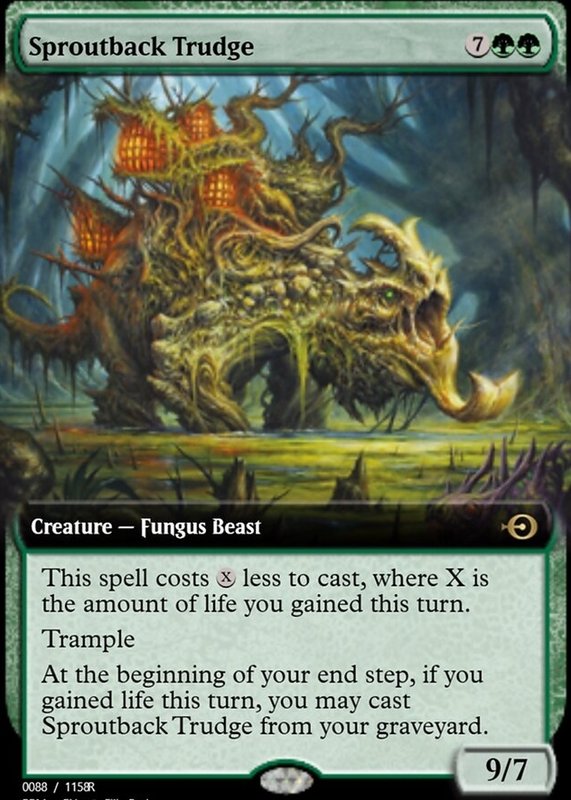 Sproutback Trudge 7
Creature — Fungus Beast
This spell costs X less to cast, where X is
the amount of life you gained this turn.
Trample
At the beginning of your end step, if you
gained life this turn, you may cast
Sproutback Trudge from your graveyard.
9/7
0088 / 1158R